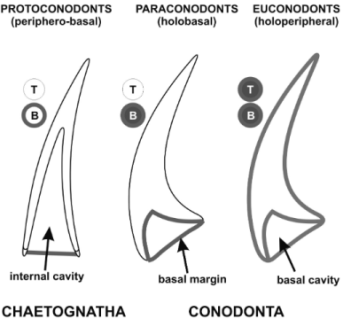 PROTOCONODONTS PARACONODONTS EUCONODONTS
(periphero-basal) (holobasal) (holoperipheral)
T T T
B B B
internal cavity basal margin basal cavity
CHAETOGNATHA CONODONTA